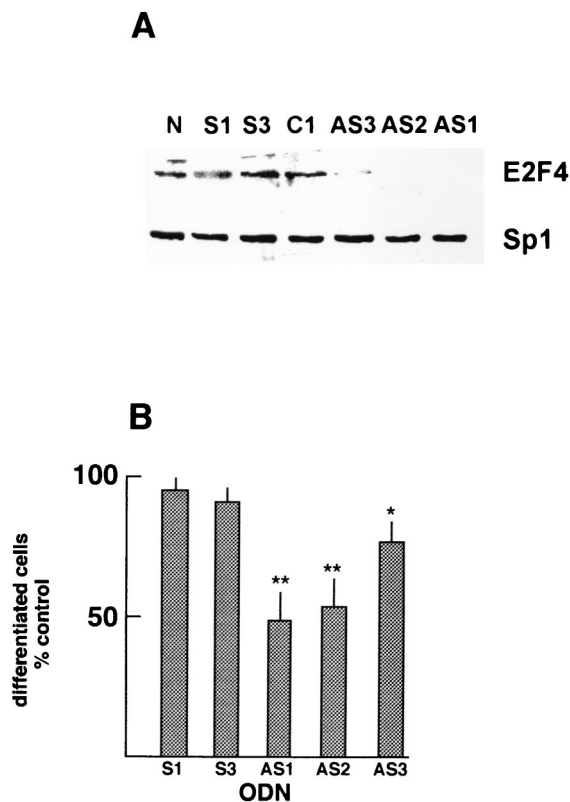 A
N S1 S3 C1 AS3 AS2 AS1
E2F4
Sp1
B
100
50
differentiated cells
% control
** ** *
S1 S3 AS1 AS2 AS3
ODN